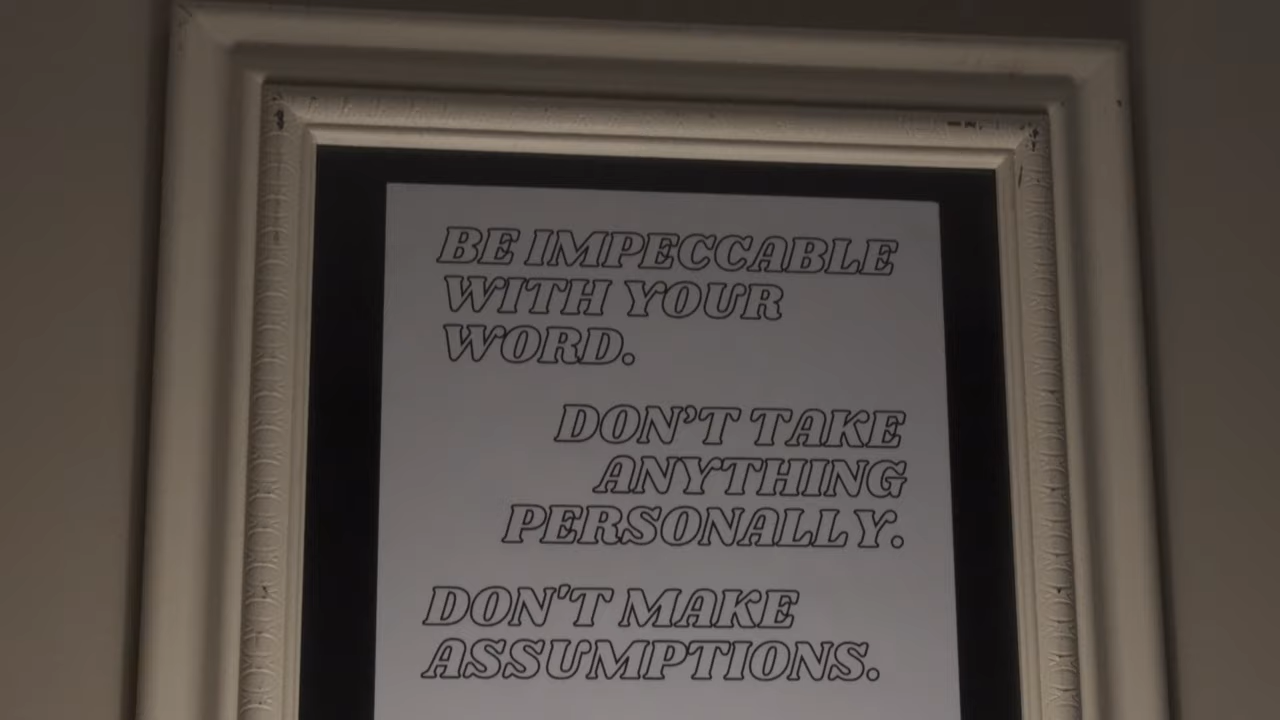 BE IMPECCABLE
WITH YOUR
WORD.
DON’T TAKE
ANYTHING
PERSONALLY.
DON'T MAKE
ASSUMPTIONS.